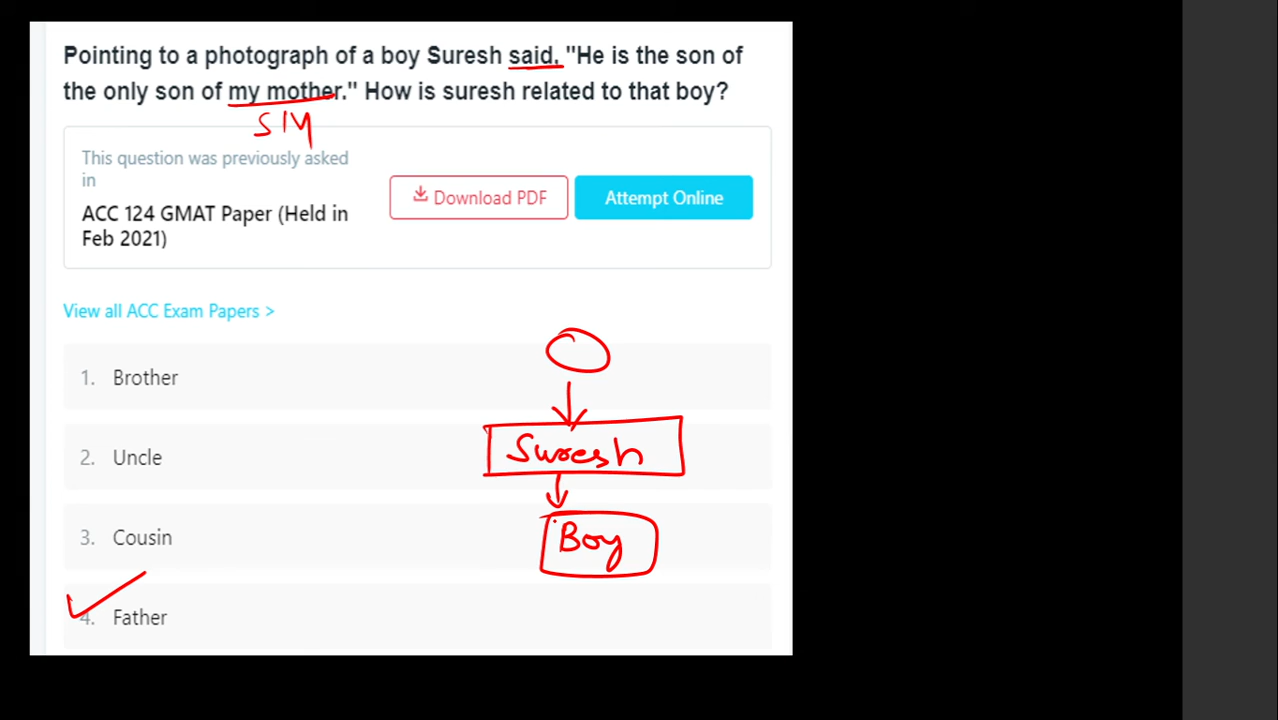 Pointing to a photograph of a boy Suresh said, "He is the son of
the only son of my mother." How is suresh related to that boy?
SM
This question was previously asked
in
ACC 124 GMAT Paper (Held in
Feb 2021)
Download PDF
Attempt Online
View all ACC Exam Papers >
1. Brother
2. Uncle
Suresh
3. Cousin
Boy
4. Father